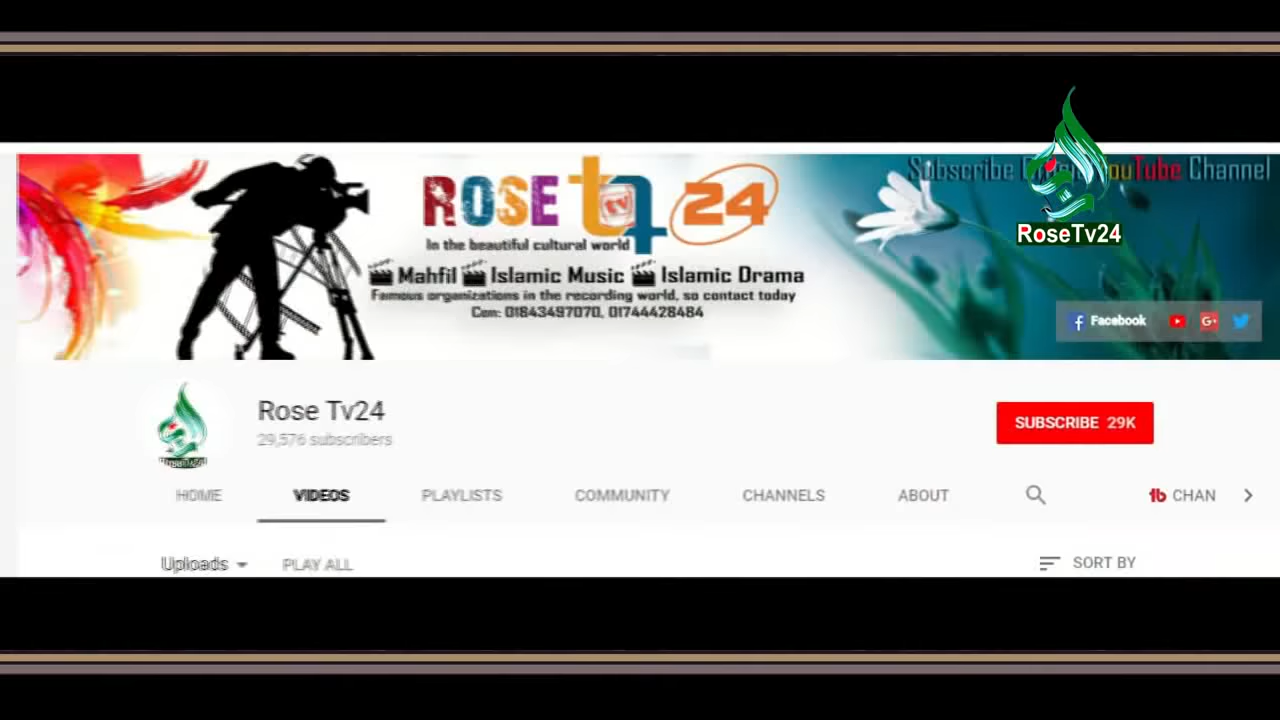 ROSE tv 24
Subscribe
YouTube Channel
RoseTv24
In the beautiful cultural world
Mahfil Islamic Music Islamic Drama
Famous organizations in the recording world, so contact today
Com: 01843497070, 01744428484
Facebook
Rose Tv24
29,576 subscribers
SUBSCRIBE 29K
HOME VIDEOS PLAYLISTS COMMUNITY CHANNELS ABOUT CHAN
Uploads PLAY ALL SORT BY